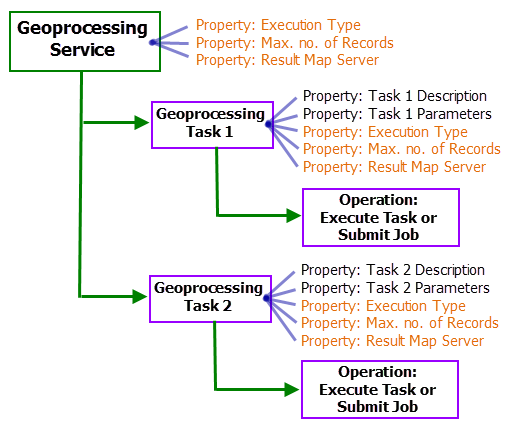 Geoprocessing
Service
Property: Execution Type
Property: Max. no. of Records
Property: Result Map Server
Geoprocessing
Task 1
Property: Task 1 Description
Property: Task 1 Parameters
Property: Execution Type
Property: Max. no. of Records
Property: Result Map Server
Operation:
Execute Task or
Submit Job
Geoprocessing
Task 2
Property: Task 2 Description
Property: Task 2 Parameters
Property: Execution Type
Property: Max. no. of Records
Property: Result Map Server
Operation:
Execute Task or
Submit Job